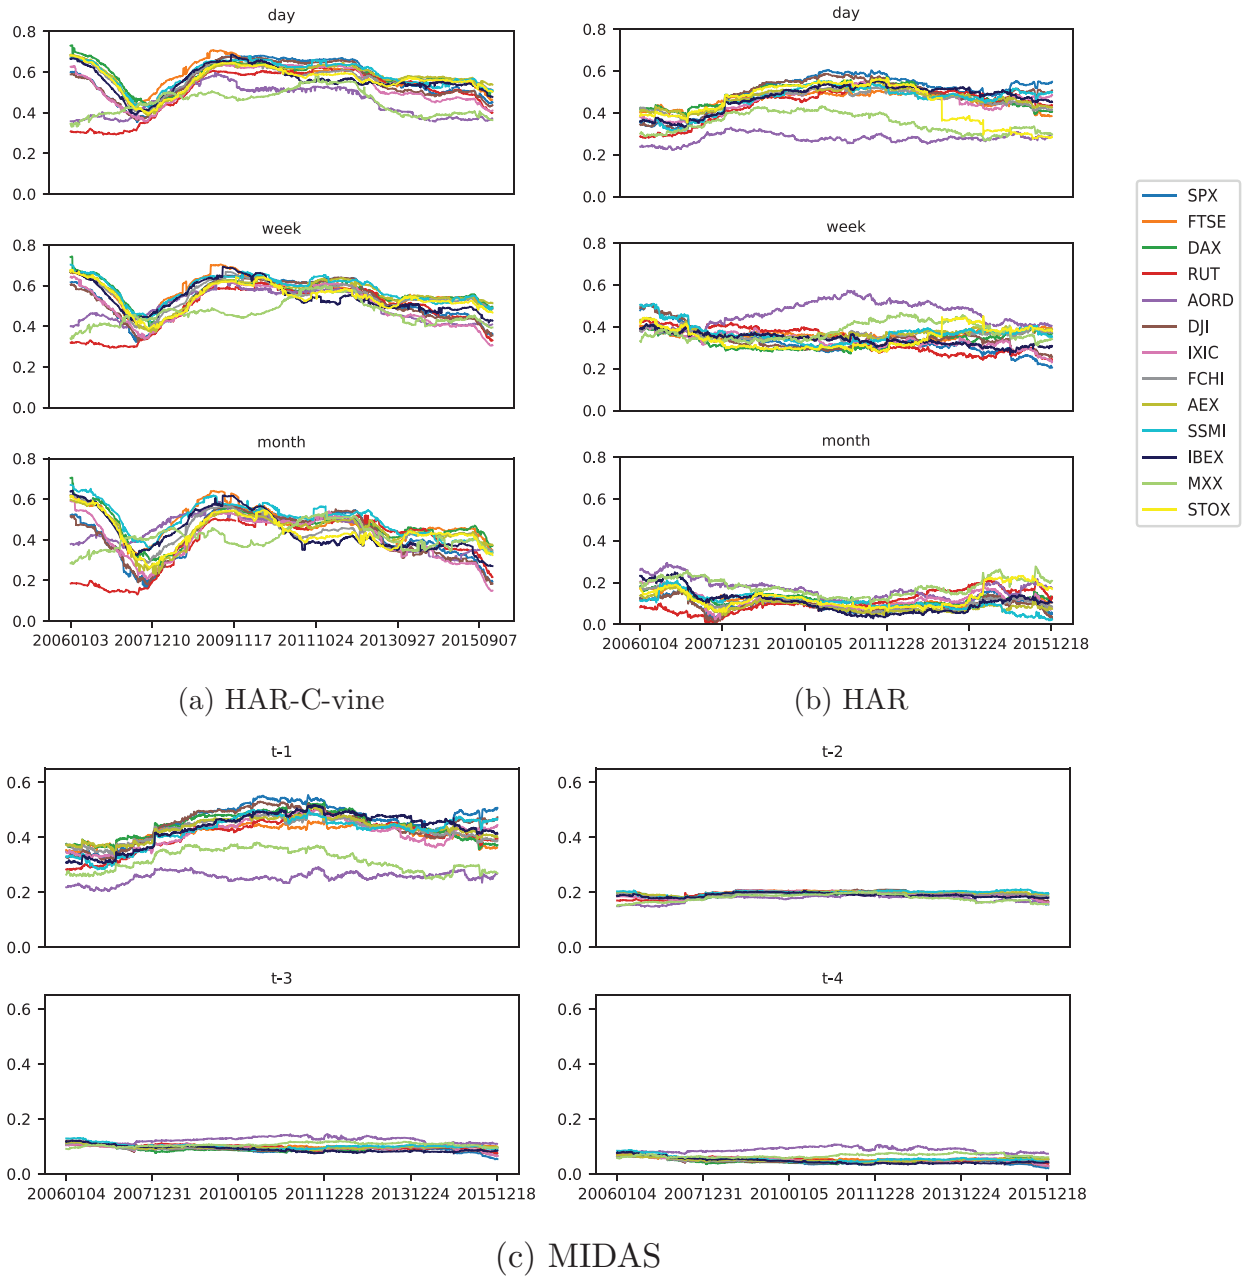 day
0.8
0.6
0.4
0.2
0.0
week
0.8
0.6
0.4
0.2
0.0
month
0.8
0.6
0.4
0.2
0.0
20060103 20071210 20091117 20111024 20130927 20150907
(a) HAR-C-vine
day
0.8
0.6
0.4
0.2
0.0
week
0.8
0.6
0.4
0.2
0.0
month
0.8
0.6
0.4
0.2
0.0
20060104 20071231 20100105 20111228 20131224 20151218
(b) HAR
SPX
FTSE
DAX
RUT
AORD
DJI
IXIC
FCHI
AEX
SSMI
IBEX
MXX
STOX
t-1
0.6
0.4
0.2
0.0
t-2
0.6
0.4
0.2
0.0
t-3
0.6
0.4
0.2
0.0
20060104 20071231 20100105 20111228 20131224 20151218
t-4
0.6
0.4
0.2
0.0
20060104 20071231 20100105 20111228 20131224 20151218
(c) MIDAS